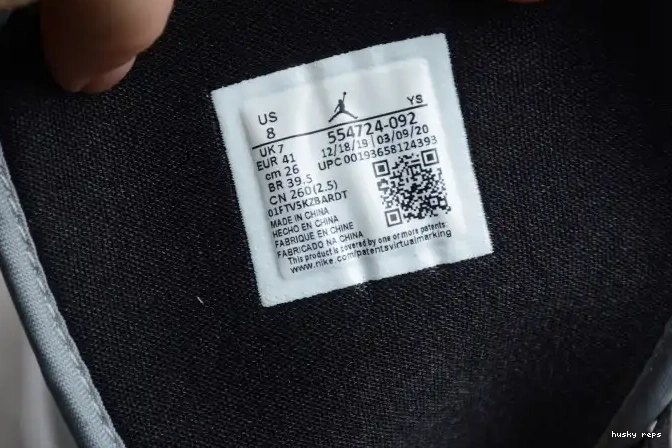 US YS
8
UK 7 554724-092
EUR 41 12/18/19 03/09/20
cm 26 UPC 00193658124393
BR 39.5
CN 260(2.5)
01FTV5KZBARDT
MADE IN CHINA
HECHO EN CHINA
FABRIQUE EN CHINE
FABRICADO NA CHINA
This product is covered by one or more patents:
www.nike.com/patentsvirtualmarking
husky reps